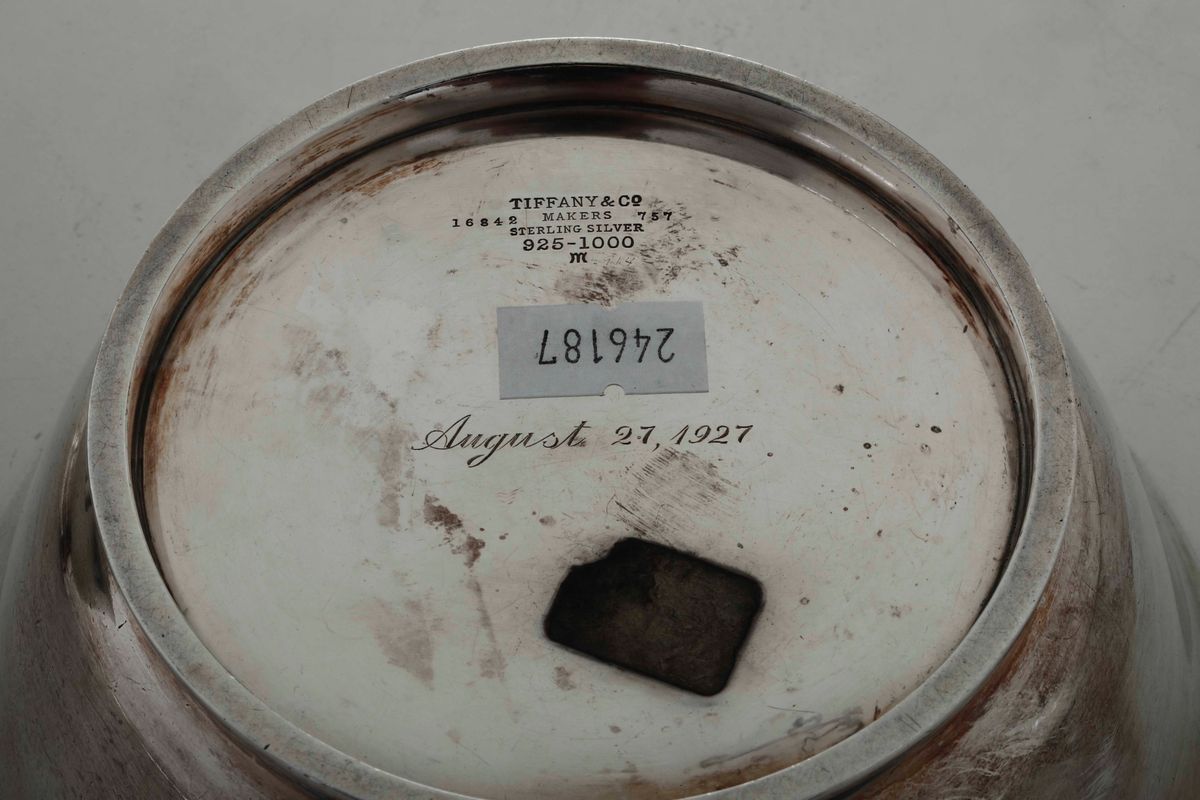 TIFFANY & Co
16842 MAKERS 757
STERLING SILVER
925-1000
m
246187
August 27, 1927